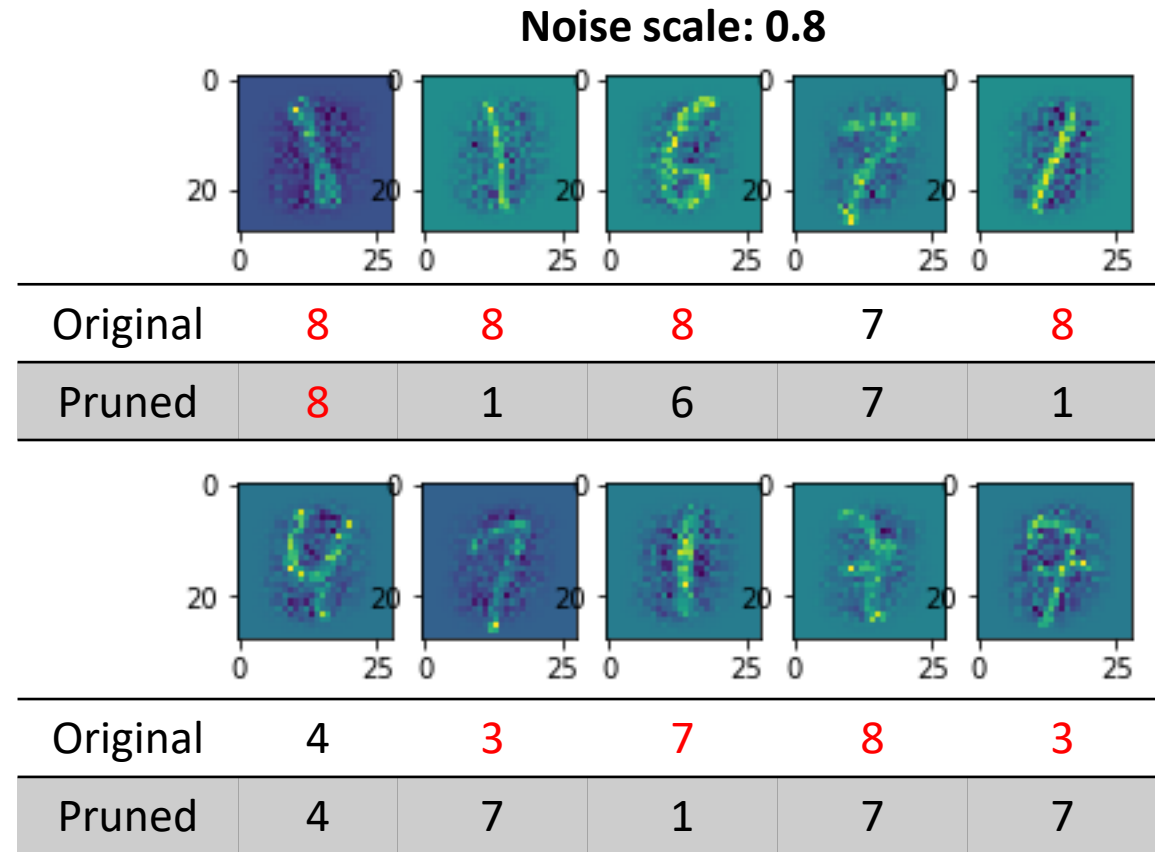 Noise scale: 0.8
0 0 0 0 0
20 20 20 20 20
0 25 0 25 0 25 0 25 0 25
Original 8 8 8 7 8
Pruned 8 1 6 7 1
0 0 0 0 0
20 20 20 20 20
0 25 0 25 0 25 0 25 0 25
Original 4 3 7 8 3
Pruned 4 7 1 7 7